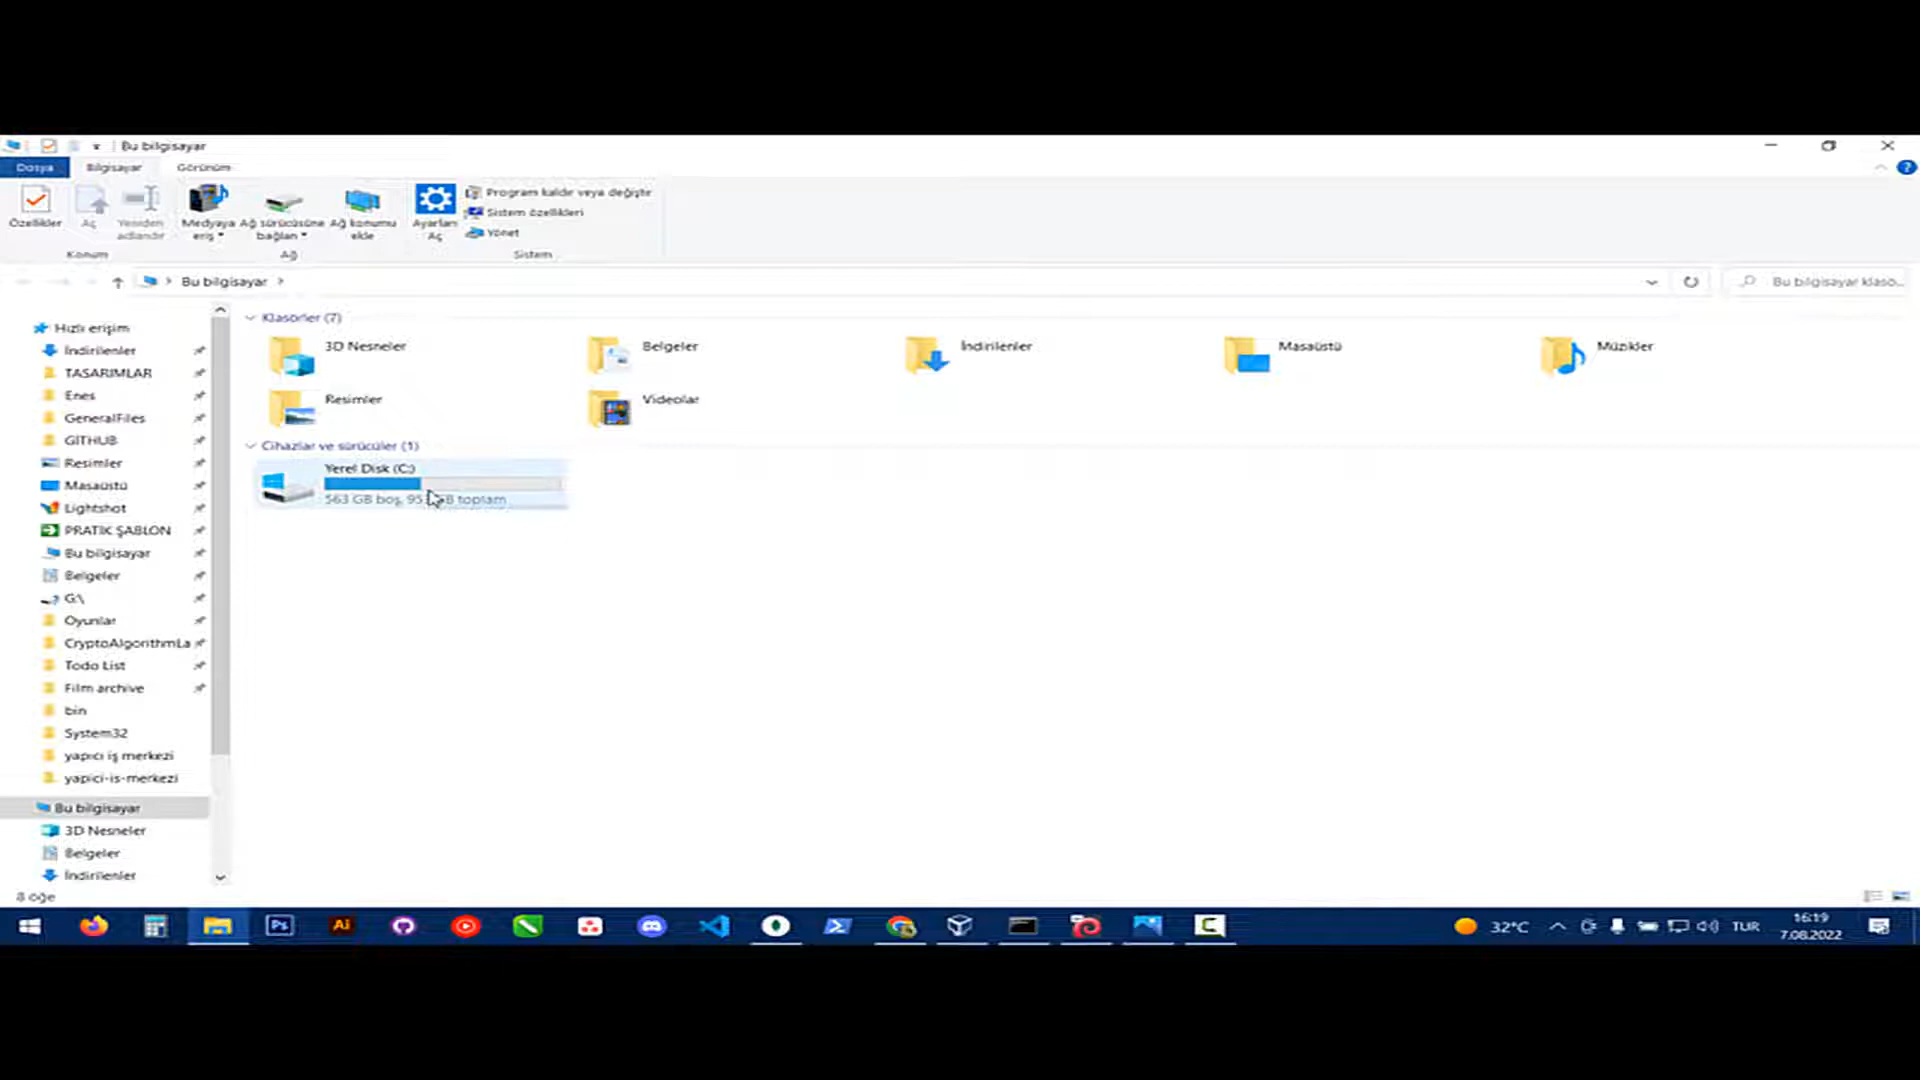 Bu bilgisayar
Dosya Bilgisayar Görünüm
Özellikler
Aç
Yeniden adlandır
Medyaya eriş
Ağ sürücüsüne bağlan
Ağ konumu ekle
Ayarları Aç
Program kaldır veya değiştir
Sistem özellikleri
Yönet
Konum
Ağ
Sistem
Bu bilgisayar
Bu bilgisayar klasö...
Hızlı erişim
İndirilenler
TASARIMLAR
Enes
GeneralFiles
GİTHUB
Resimler
Masaüstü
Lightshot
PRATİK ŞABLON
Bu bilgisayar
Belgeler
G:\
Oyunlar
CryptoAlgorithmLa
Todo List
Film archive
bin
System32
yapıcı iş merkezi
yapici-is-merkezi
Bu bilgisayar
3D Nesneler
Belgeler
İndirilenler
Klasörler (7)
3D Nesneler
Belgeler
İndirilenler
Masaüstü
Müzikler
Resimler
Videolar
Cihazlar ve sürücüler (1)
Yerel Disk (C:)
563 GB boş, toplam
8 öğe
Ps
Ai
32°C
TUR
16:19
7.08.2022